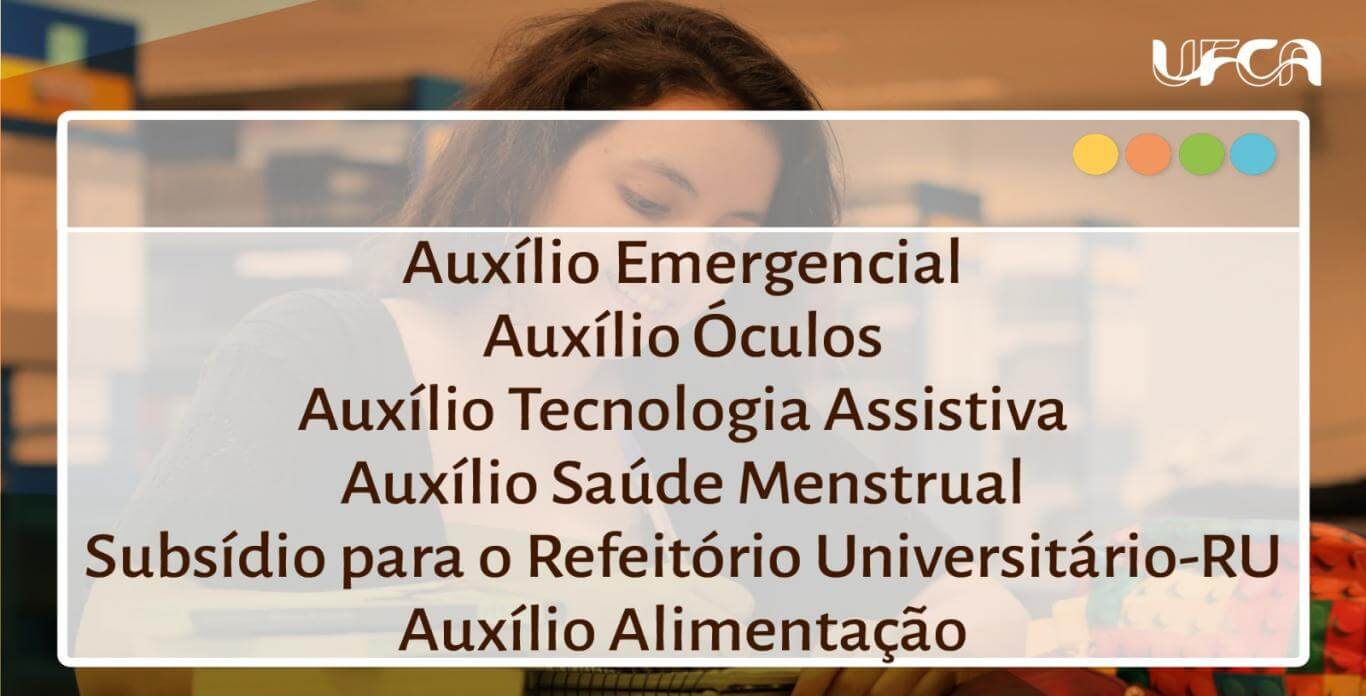 UFCA
Auxílio Emergencial
Auxílio Óculos
Auxílio Tecnologia Assistiva
Auxílio Saúde Menstrual
Subsídio para o Refeitório Universitário-RU
Auxílio Alimentação